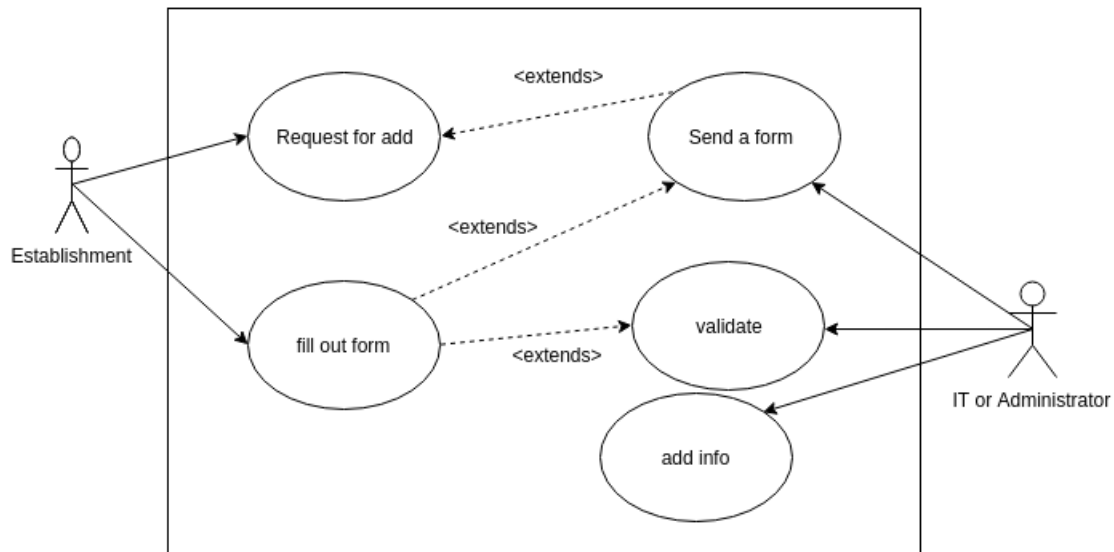 <extends>
Request for add
Send a form
<extends>
Establishment
validate
fill out form
<extends>
IT or Administrator
add info